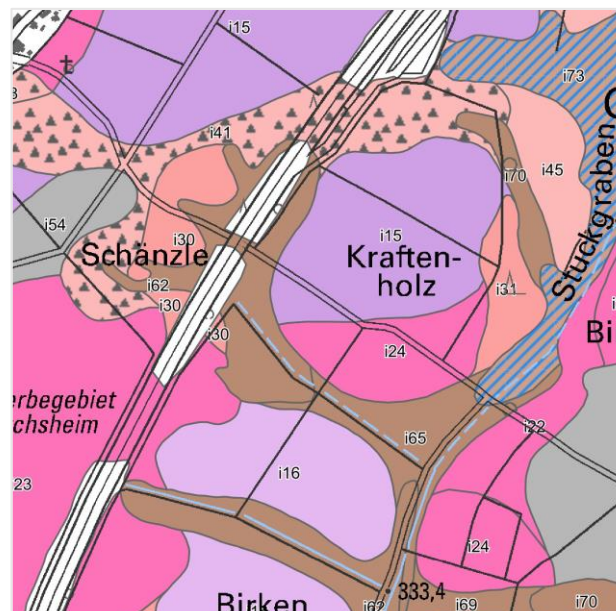 i15
i73
i41
i45
i70
i54
i30
Schänzle
i15
Kraften-
holz
Stuckgraben
i62
i30
i31
i30
i24
Bi
erbegebiet
chsheim
i65
i22
i16
23
i24
333,4
Birken
i62
i69
i70